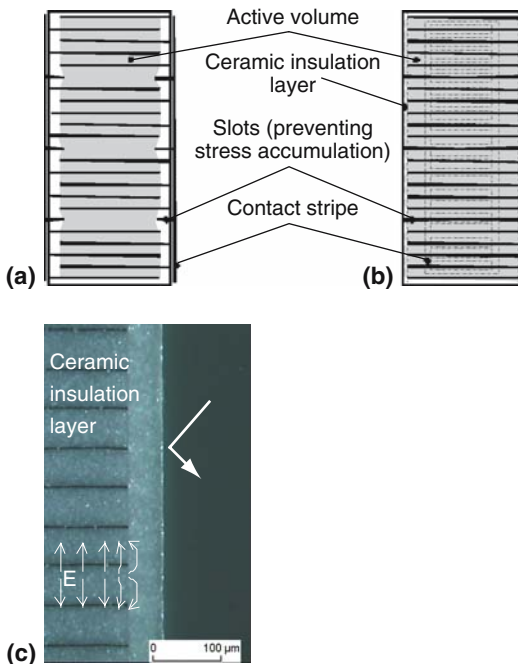 Active volume
Ceramic insulation
layer
Slots (preventing
stress accumulation)
Contact stripe
(a)
(b)
Ceramic
insulation
layer
E
0 100 µm
(c)